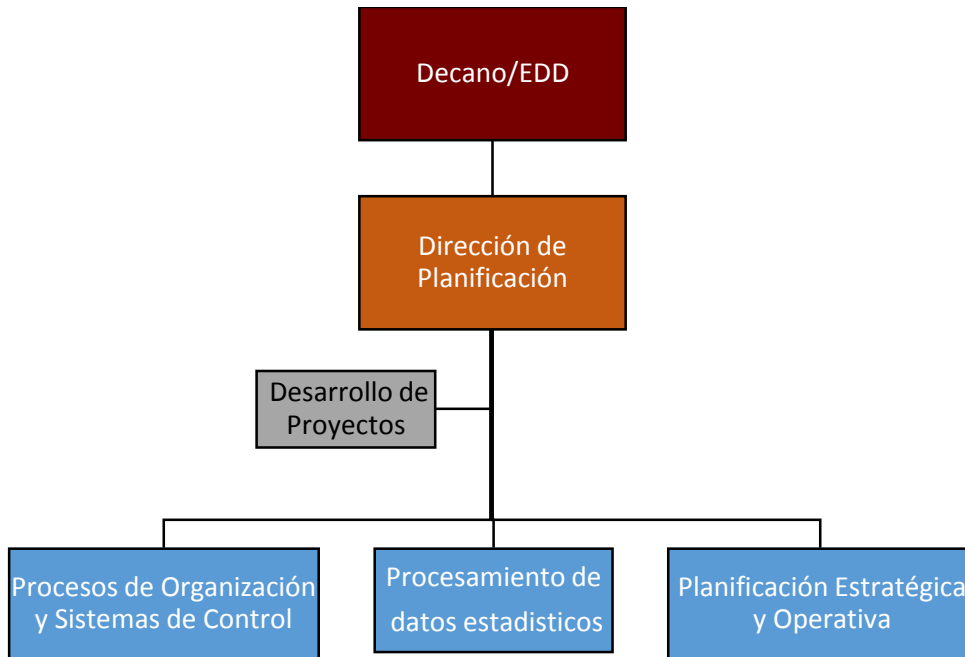 Decano/EDD
Dirección de
Planificación
Desarrollo de
Proyectos
Procesos de Organización
y Sistemas de Control
Procesamiento de
datos estadisticos
Planificación Estratégica
y Operativa